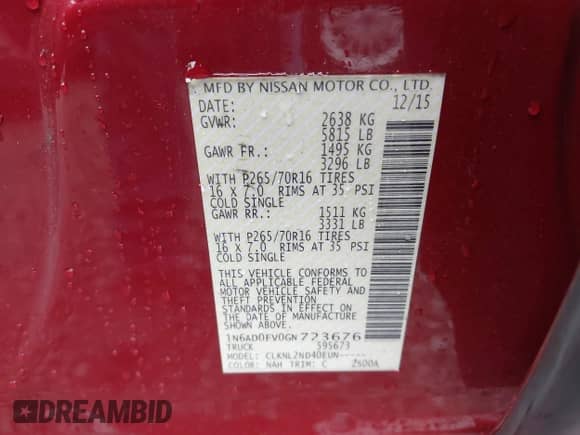 MFD BY NISSAN MOTOR CO., LTD.
DATE: 12/15
GVWR: 2638 KG
5815 LB
GAWR FR.: 1495 KG
3296 LB
WITH P265/70R16 TIRES
16 X 7.0 RIMS AT 35 PSI
COLD SINGLE
GAWR RR.: 1511 KG
3331 LB
WITH P265/70R16 TIRES
16 X 7.0 RIMS AT 35 PSI
COLD SINGLE
THIS VEHICLE CONFORMS TO
ALL APPLICABLE FEDERAL
MOTOR VEHICLE SAFETY AND
THEFT PREVENTION
STANDARDS IN EFFECT ON
THE DATE OF MANUFACTURE
SHOWN ABOVE.
1N6AD0EV0GN723676
TRUCK 595673
MODEL: CLKNL2ND40EUN-----
COLOR: NAH TRIM: C 2600A
DREAMBID